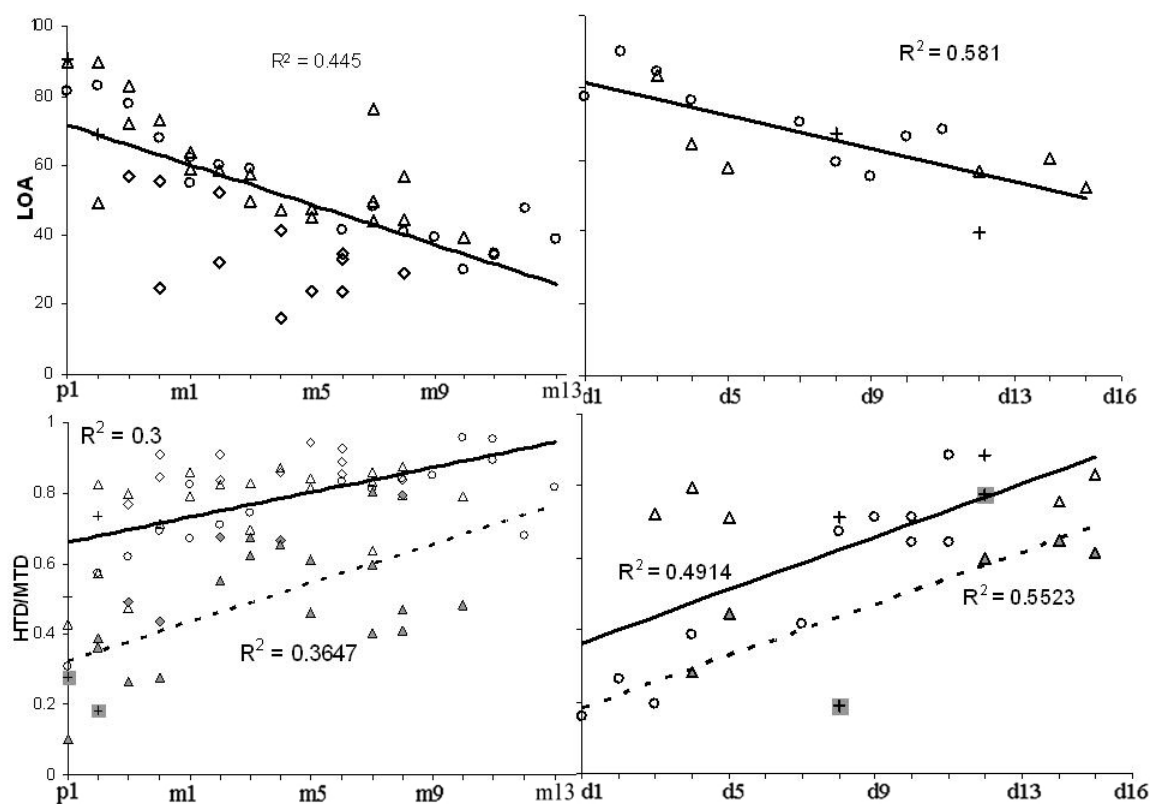 100
80
60
40
20
0
LOA
R² = 0.445
p1 m1 m5 m9 m13
R² = 0.581
d1 d5 d9 d13 d16
1
0.8
0.6
0.4
0.2
0
HTD/MTD
R² = 0.3
R² = 0.3647
p1 m1 m5 m9 m13
R² = 0.4914
R² = 0.5523
d1 d5 d9 d13 d16